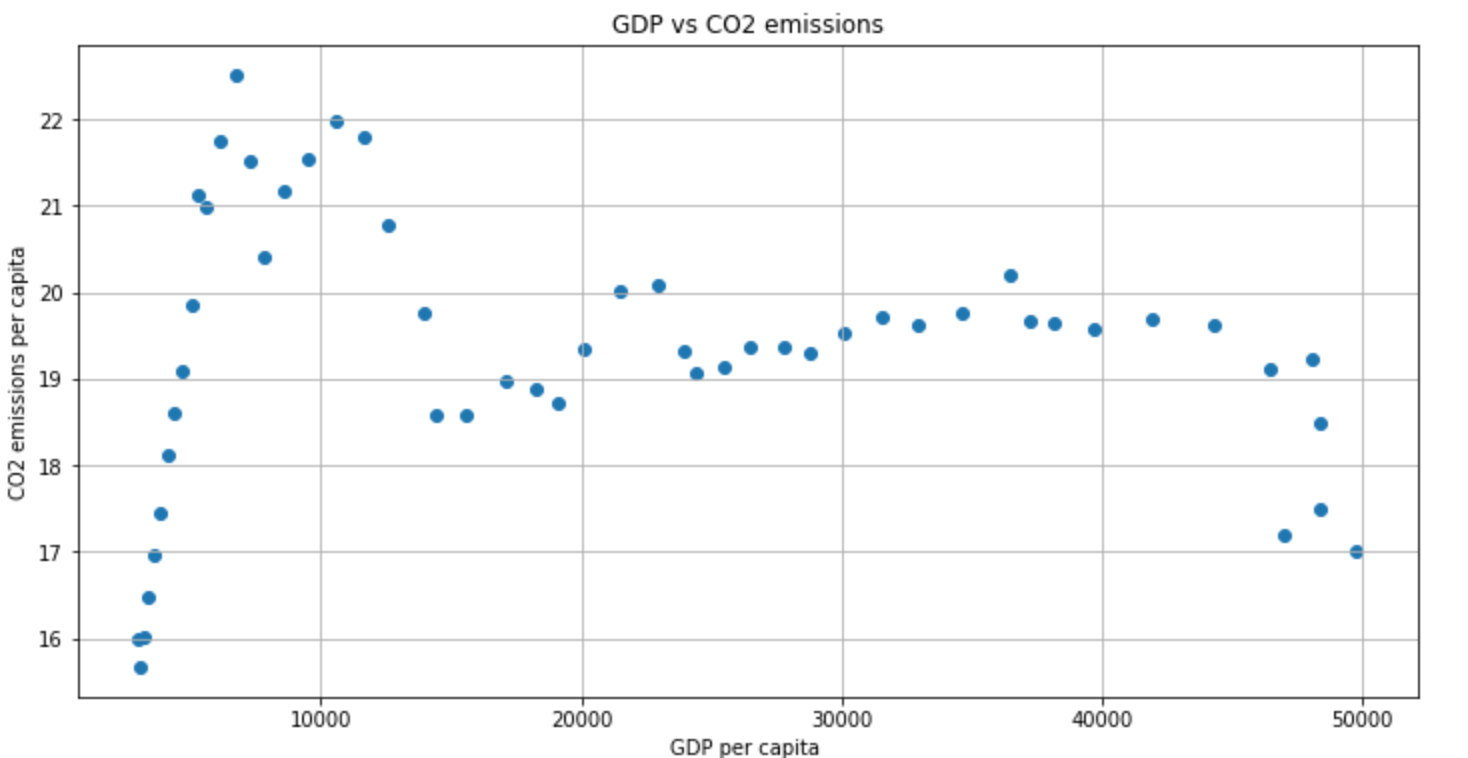 GDP vs CO2 emissions
CO2 emissions per capita
22
21
20
19
18
17
16
10000 20000 30000 40000 50000
GDP per capita